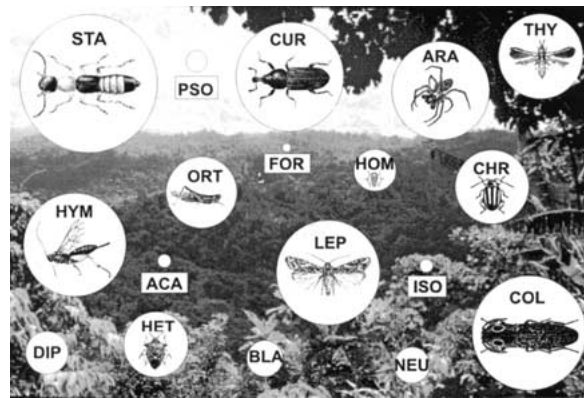 STA
PSO
CUR
ARA
THY
ORT
FOR
HOM
CHR
HYM
ACA
LEP
ISO
COL
DIP
HET
BLA
NEU